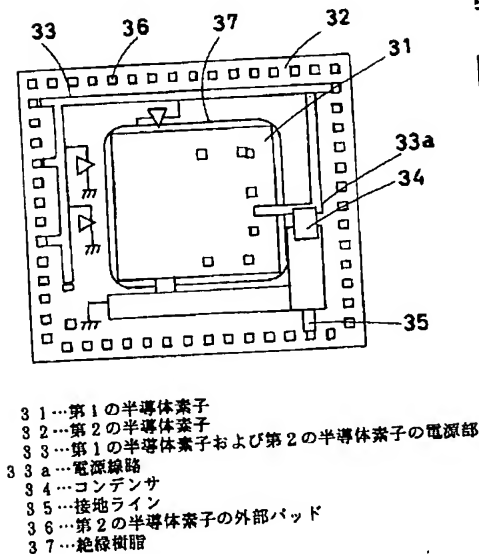 33
36
37
32
31
33a
34
35
31…第1の半導体素子
32…第2の半導体素子
33…第1の半導体素子および第2の半導体素子の電源部
33a…電源線路
34…コンデンサ
35…接地ライン
36…第2の半導体素子の外部パッド
37…絶縁樹脂